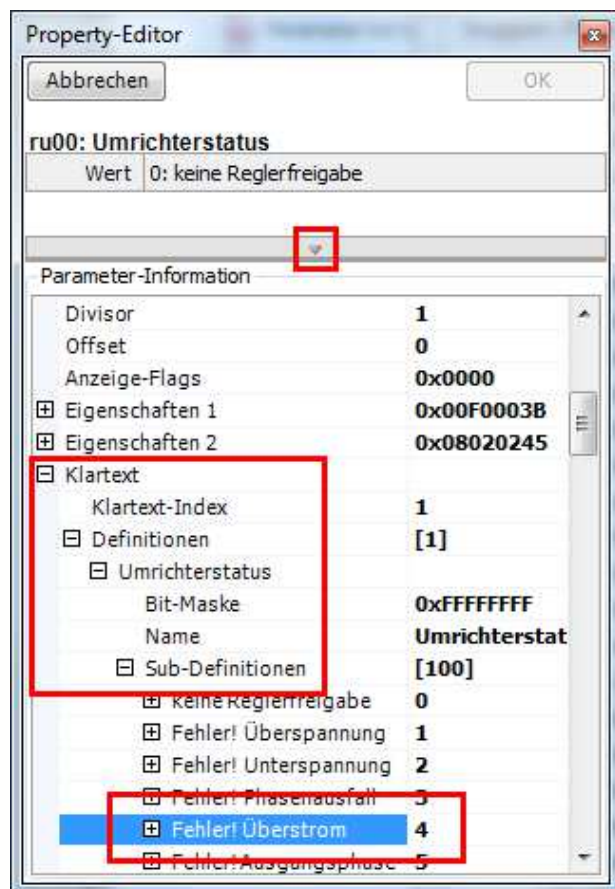 Property-Editor
Abbrechen OK
ru00: Umrichterstatus
Wert 0: keine Reglerfreigabe
Parameter-Information
Divisor 1
Offset 0
Anzeige-Flags 0x0000
Eigenschaften 1 0x00F0003B
Eigenschaften 2 0x08020245
Klartext
Klartext-Index 1
Definitionen [1]
Umrichterstatus
Bit-Maske 0xFFFFFFFF
Name Umrichterstat
Sub-Definitionen [100]
keine Reglerfreigabe 0
Fehler! Überspannung 1
Fehler! Unterspannung 2
Fehler! Phasenausfall 3
Fehler! Überstrom 4
Fehler! Ausgangsphase 5